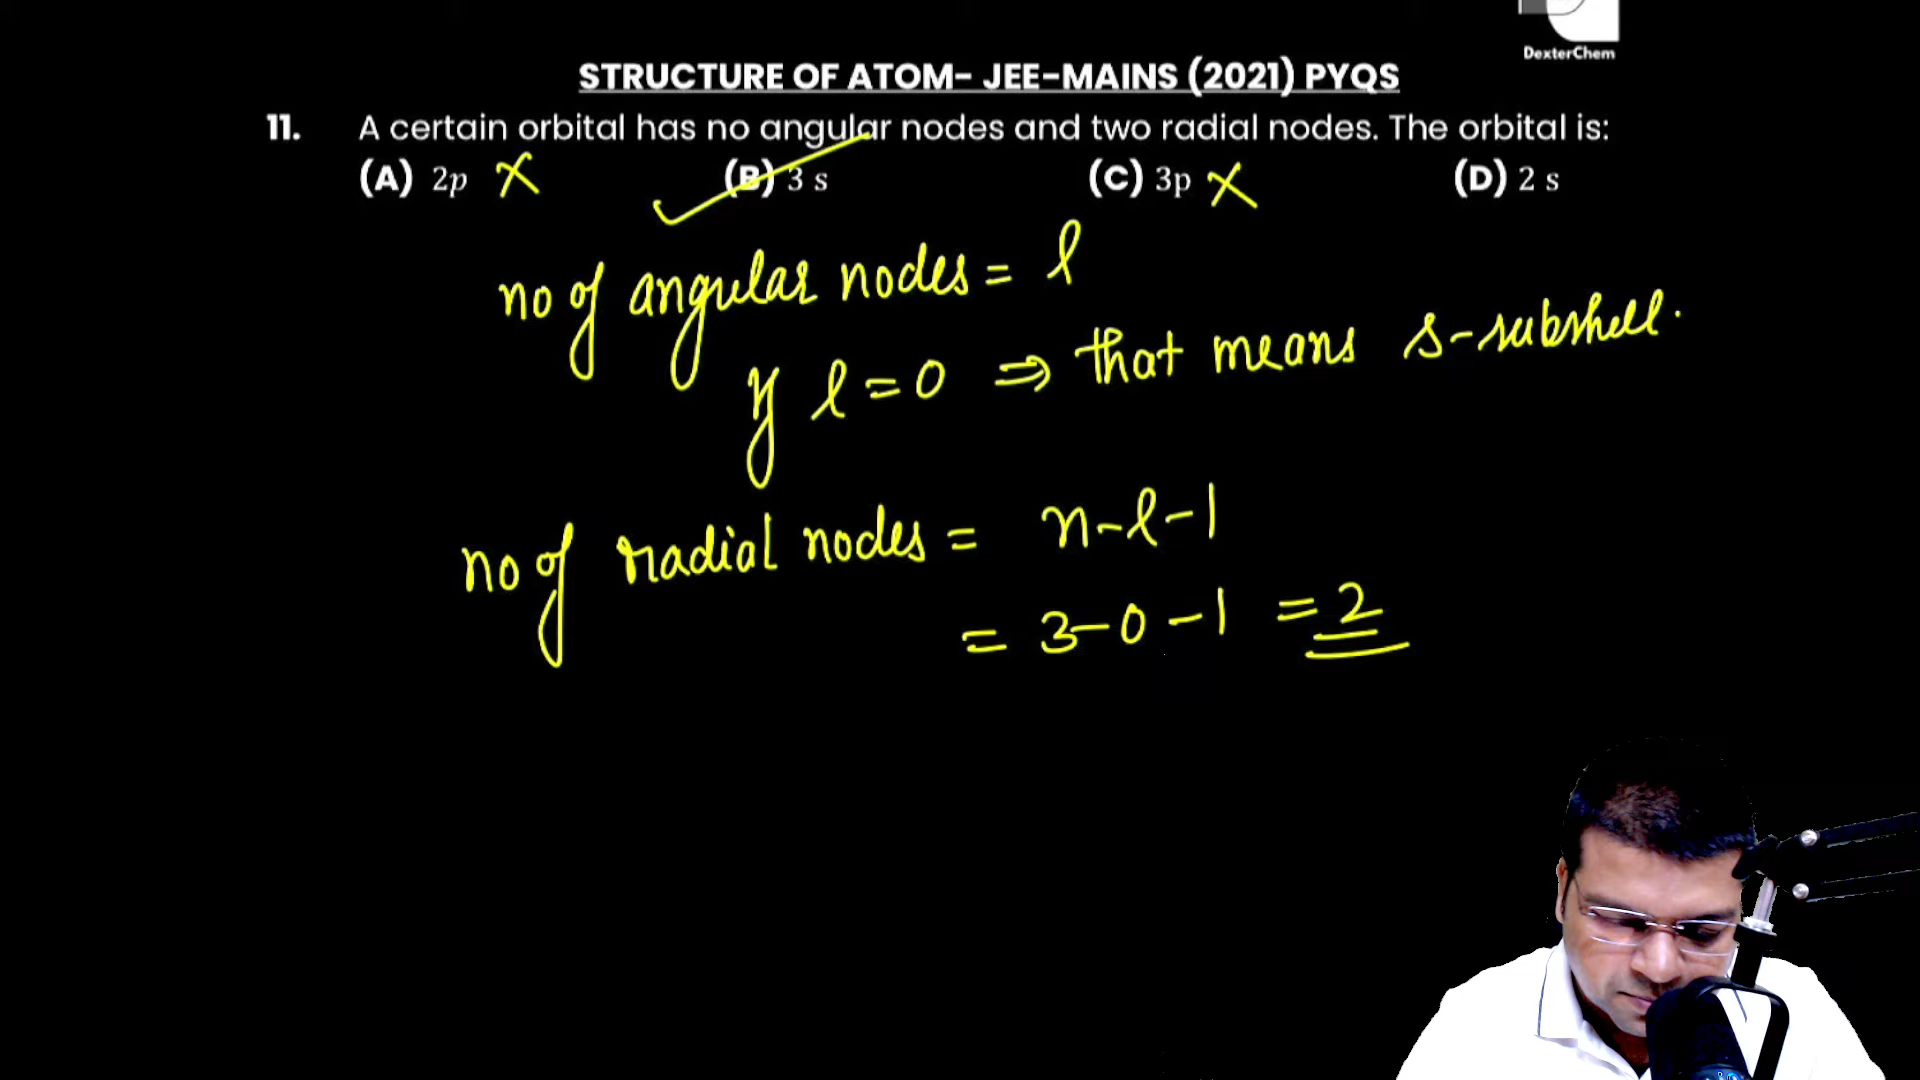 DexterChem
STRUCTURE OF ATOM- JEE-MAINS (2021) PYQS
11. A certain orbital has no angular nodes and two radial nodes. The orbital is:
(A) 2p X (B) 3 s (C) 3p X (D) 2 s
no of angular nodes = l
if l = 0 ⇒ that means s-subshell.
no of radial nodes = n-l-1
= 3-0-1 = 2